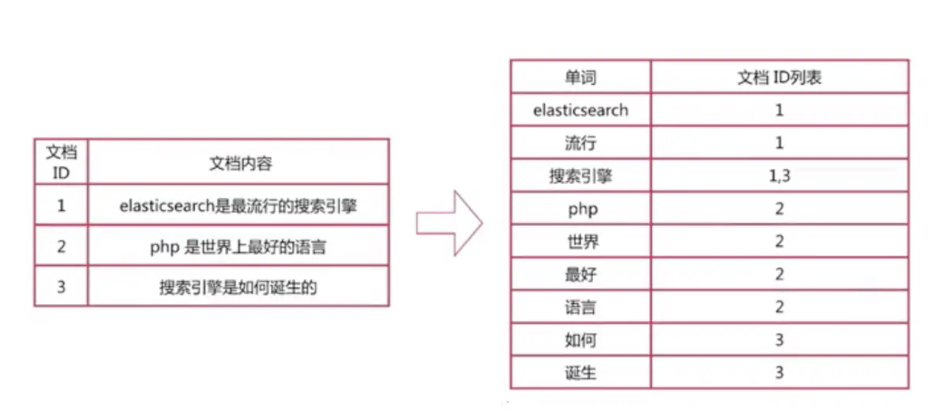 文档
ID
文档内容
1
elasticsearch是最流行的搜索引擎
2
php 是世界上最好的语言
3
搜索引擎是如何诞生的
单词
文档 ID列表
elasticsearch
1
流行
1
搜索引擎
1,3
php
2
世界
2
最好
2
语言
2
如何
3
诞生
3